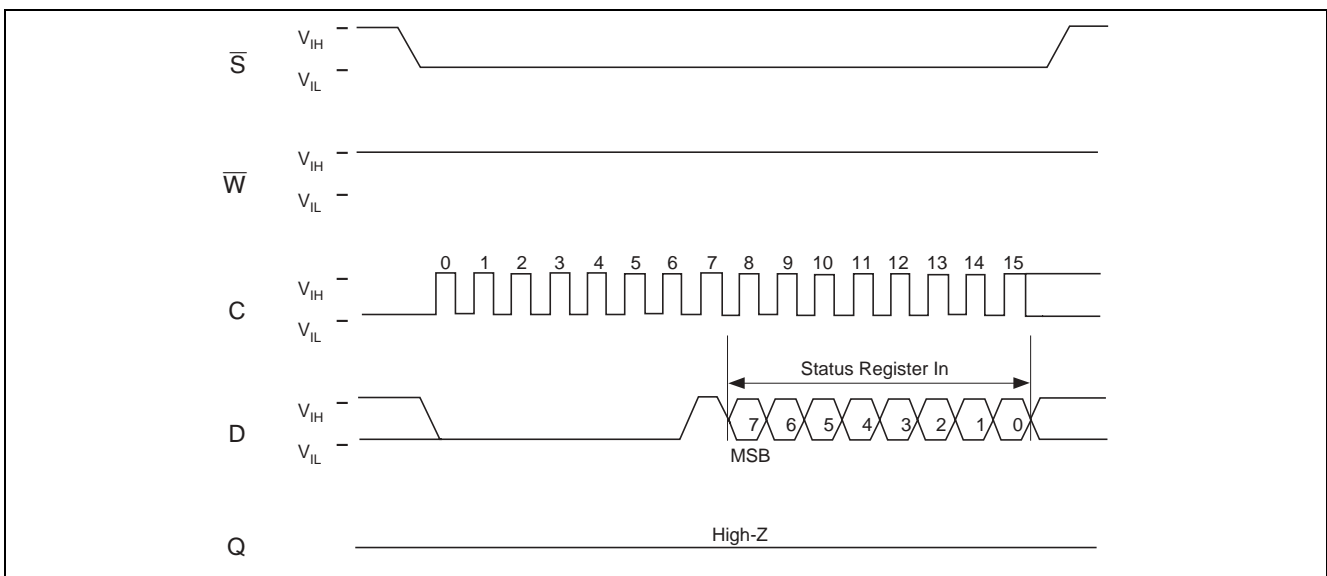 S̅
V_IH
V_IL
W̅
V_IH
V_IL
C
V_IH
V_IL
0 1 2 3 4 5 6 7 8 9 10 11 12 13 14 15
Status Register In
D
V_IH
V_IL
7 6 5 4 3 2 1 0
MSB
Q
High-Z